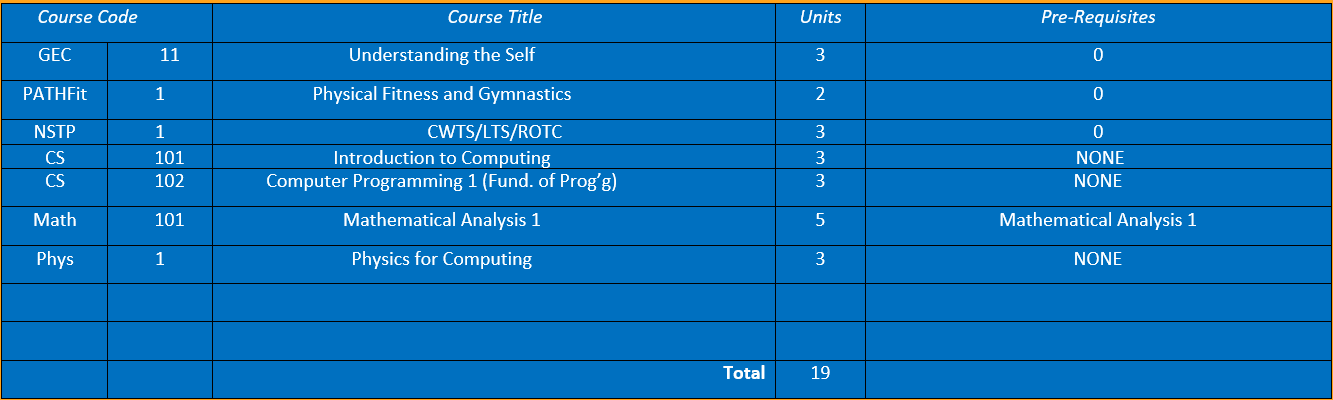 Course Code Course Title Units Pre-Requisites
GEC 11 Understanding the Self 3 0
PATHFit 1 Physical Fitness and Gymnastics 2 0
NSTP 1 CWTS/LTS/ROTC 3 0
CS 101 Introduction to Computing 3 NONE
CS 102 Computer Programming 1 (Fund. of Prog’g) 3 NONE
Math 101 Mathematical Analysis 1 5 Mathematical Analysis 1
Phys 1 Physics for Computing 3 NONE
Total 19